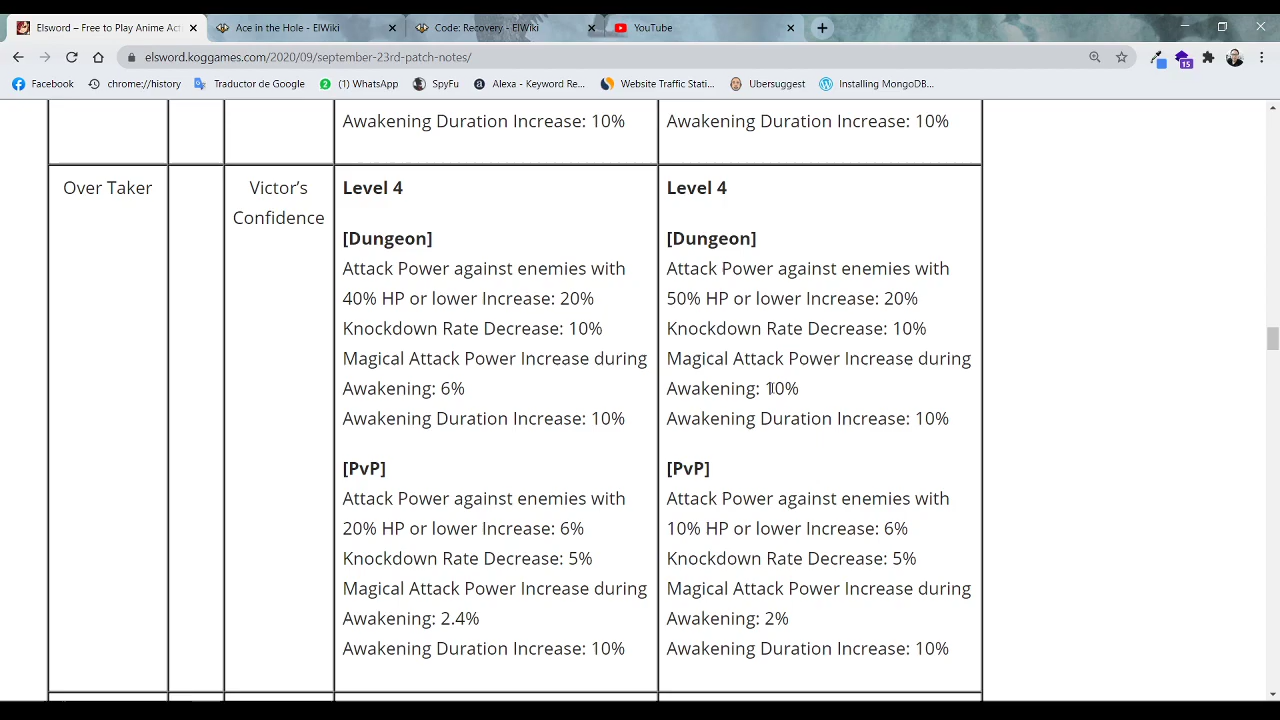 Elsword – Free to Play Anime Act
Ace in the Hole - ElWiki
Code: Recovery - ElWiki
YouTube
elsword.koggames.com/2020/09/september-23rd-patch-notes/
15
Facebook
chrome://history
Traductor de Google
2
(1) WhatsApp
SpyFu
Alexa - Keyword Re...
Website Traffic Stati...
Ubersuggest
Installing MongoDB...
Awakening Duration Increase: 10%
Awakening Duration Increase: 10%
Over Taker
Victor's
Confidence
Level 4
[Dungeon]
Attack Power against enemies with
40% HP or lower Increase: 20%
Knockdown Rate Decrease: 10%
Magical Attack Power Increase during
Awakening: 6%
Awakening Duration Increase: 10%
[PvP]
Attack Power against enemies with
20% HP or lower Increase: 6%
Knockdown Rate Decrease: 5%
Magical Attack Power Increase during
Awakening: 2.4%
Awakening Duration Increase: 10%
Level 4
[Dungeon]
Attack Power against enemies with
50% HP or lower Increase: 20%
Knockdown Rate Decrease: 10%
Magical Attack Power Increase during
Awakening: 10%
Awakening Duration Increase: 10%
[PvP]
Attack Power against enemies with
10% HP or lower Increase: 6%
Knockdown Rate Decrease: 5%
Magical Attack Power Increase during
Awakening: 2%
Awakening Duration Increase: 10%